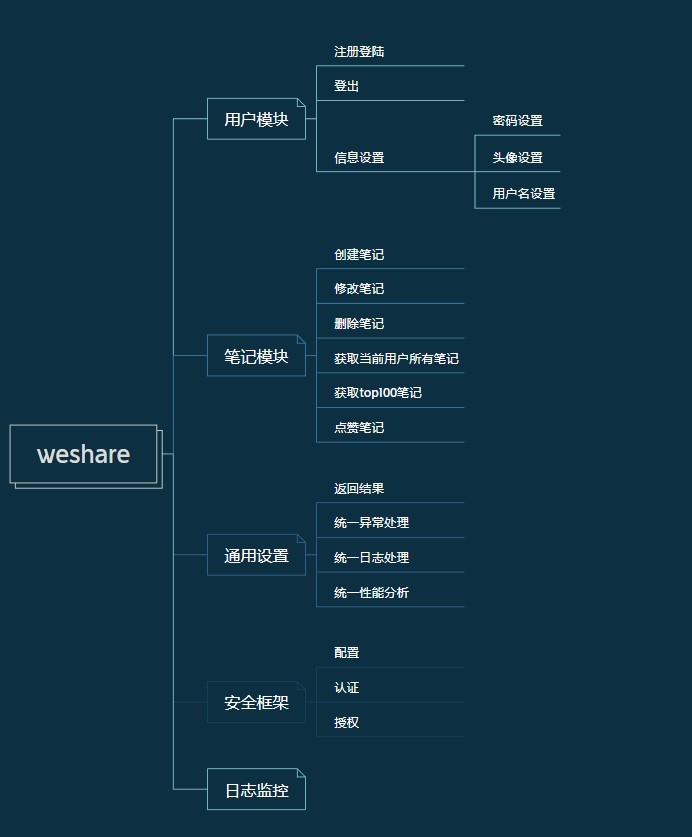 weshare
用户模块
注册登陆
登出
信息设置
密码设置
头像设置
用户名设置
笔记模块
创建笔记
修改笔记
删除笔记
获取当前用户所有笔记
获取top100笔记
点赞笔记
通用设置
返回结果
统一异常处理
统一日志处理
统一性能分析
安全框架
配置
认证
授权
日志监控